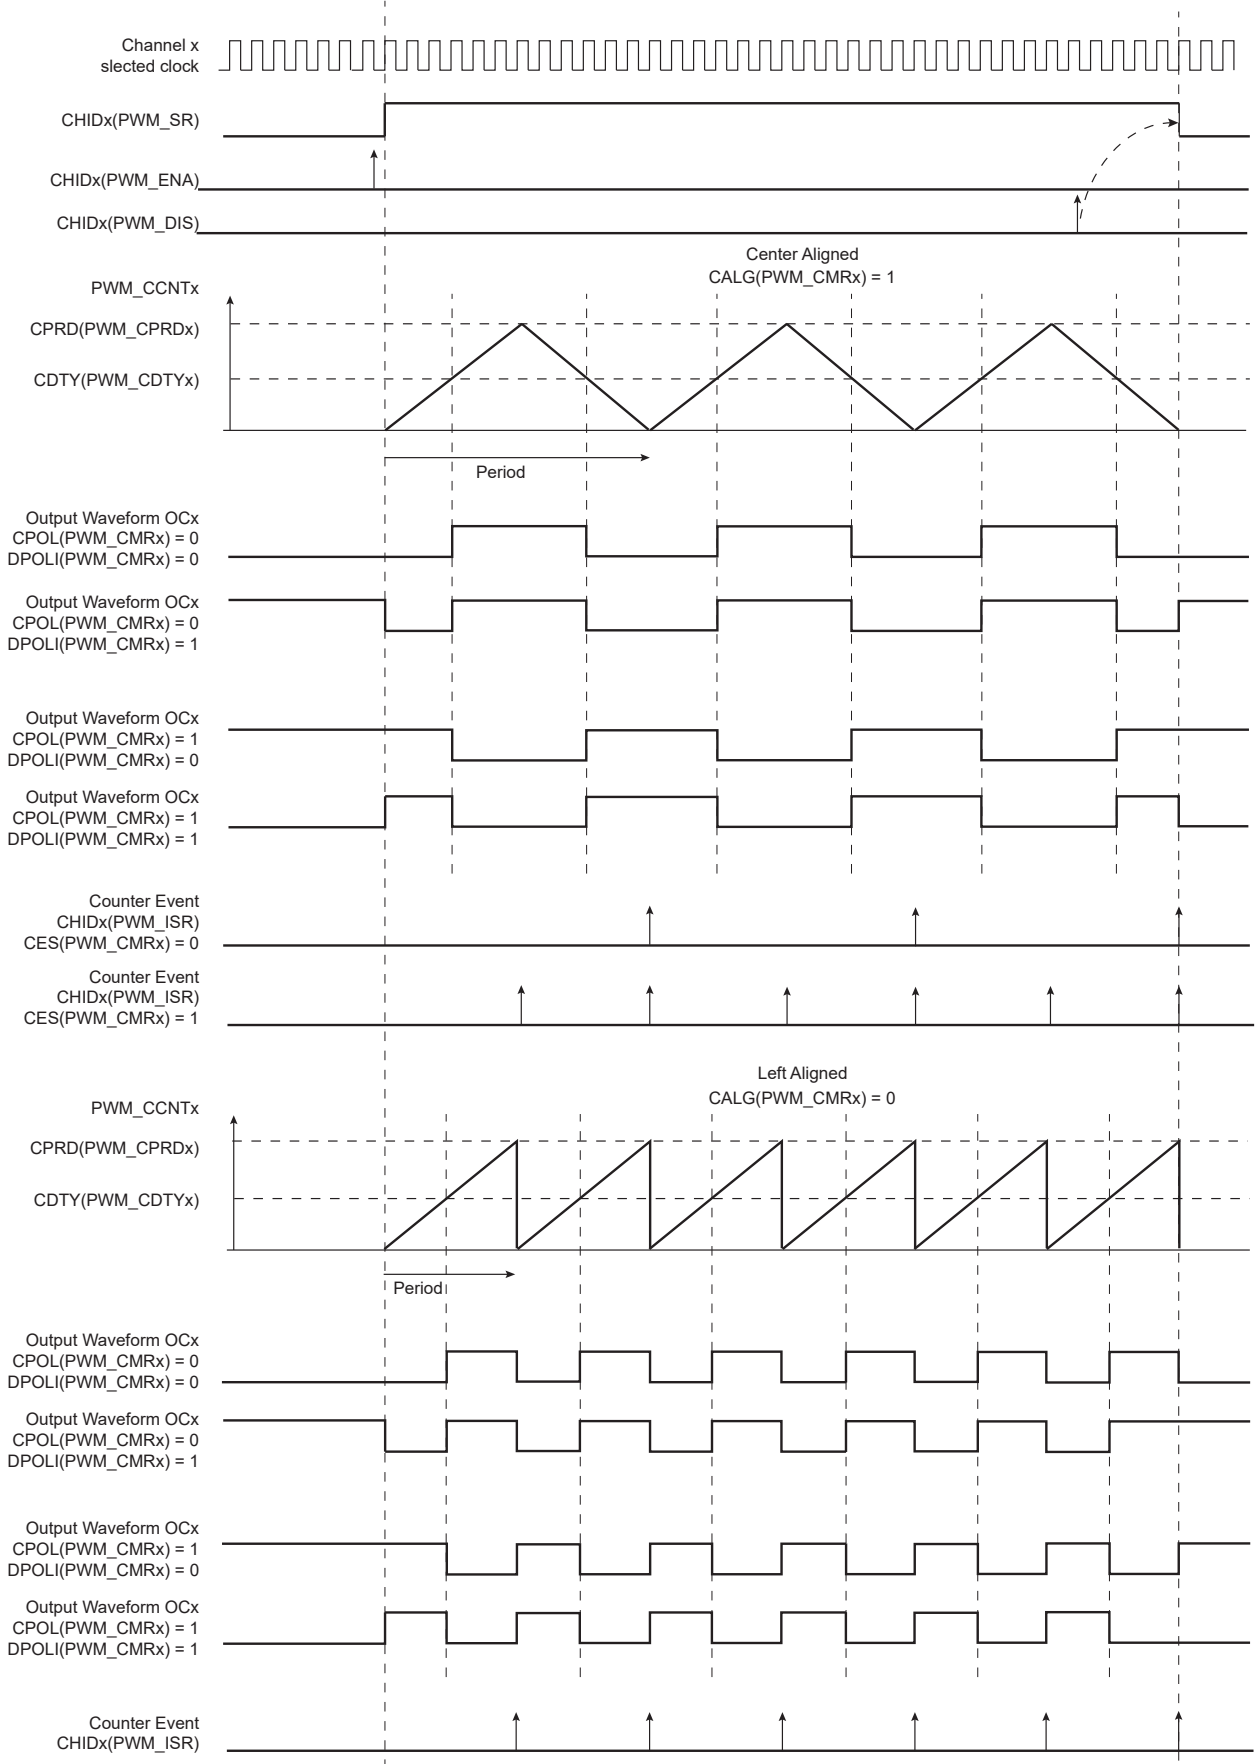 Channel x
slected clock
CHIDx(PWM_SR)
CHIDx(PWM_ENA)
CHIDx(PWM_DIS)
Center Aligned
CALG(PWM_CMRx) = 1
PWM_CCNTx
CPRD(PWM_CPRDx)
CDTY(PWM_CDTYx)
Period
Output Waveform OCx
CPOL(PWM_CMRx) = 0
DPOLI(PWM_CMRx) = 0
Output Waveform OCx
CPOL(PWM_CMRx) = 0
DPOLI(PWM_CMRx) = 1
Output Waveform OCx
CPOL(PWM_CMRx) = 1
DPOLI(PWM_CMRx) = 0
Output Waveform OCx
CPOL(PWM_CMRx) = 1
DPOLI(PWM_CMRx) = 1
Counter Event
CHIDx(PWM_ISR)
CES(PWM_CMRx) = 0
Counter Event
CHIDx(PWM_ISR)
CES(PWM_CMRx) = 1
Left Aligned
CALG(PWM_CMRx) = 0
PWM_CCNTx
CPRD(PWM_CPRDx)
CDTY(PWM_CDTYx)
Period
Output Waveform OCx
CPOL(PWM_CMRx) = 0
DPOLI(PWM_CMRx) = 0
Output Waveform OCx
CPOL(PWM_CMRx) = 0
DPOLI(PWM_CMRx) = 1
Output Waveform OCx
CPOL(PWM_CMRx) = 1
DPOLI(PWM_CMRx) = 0
Output Waveform OCx
CPOL(PWM_CMRx) = 1
DPOLI(PWM_CMRx) = 1
Counter Event
CHIDx(PWM_ISR)